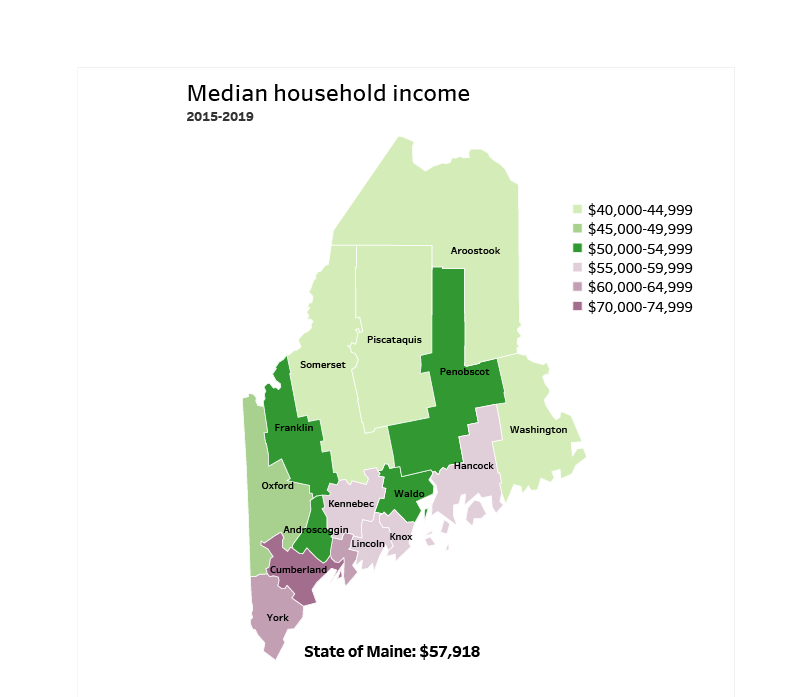 Median household income
2015-2019
$40,000-44,999
$45,000-49,999
$50,000-54,999
$55,000-59,999
$60,000-64,999
$70,000-74,999
Aroostook
Piscataquis
Somerset
Penobscot
Franklin
Washington
Hancock
Oxford
Waldo
Kennebec
Androscoggin
Knox
Lincoln
Cumberland
York
State of Maine: $57,918